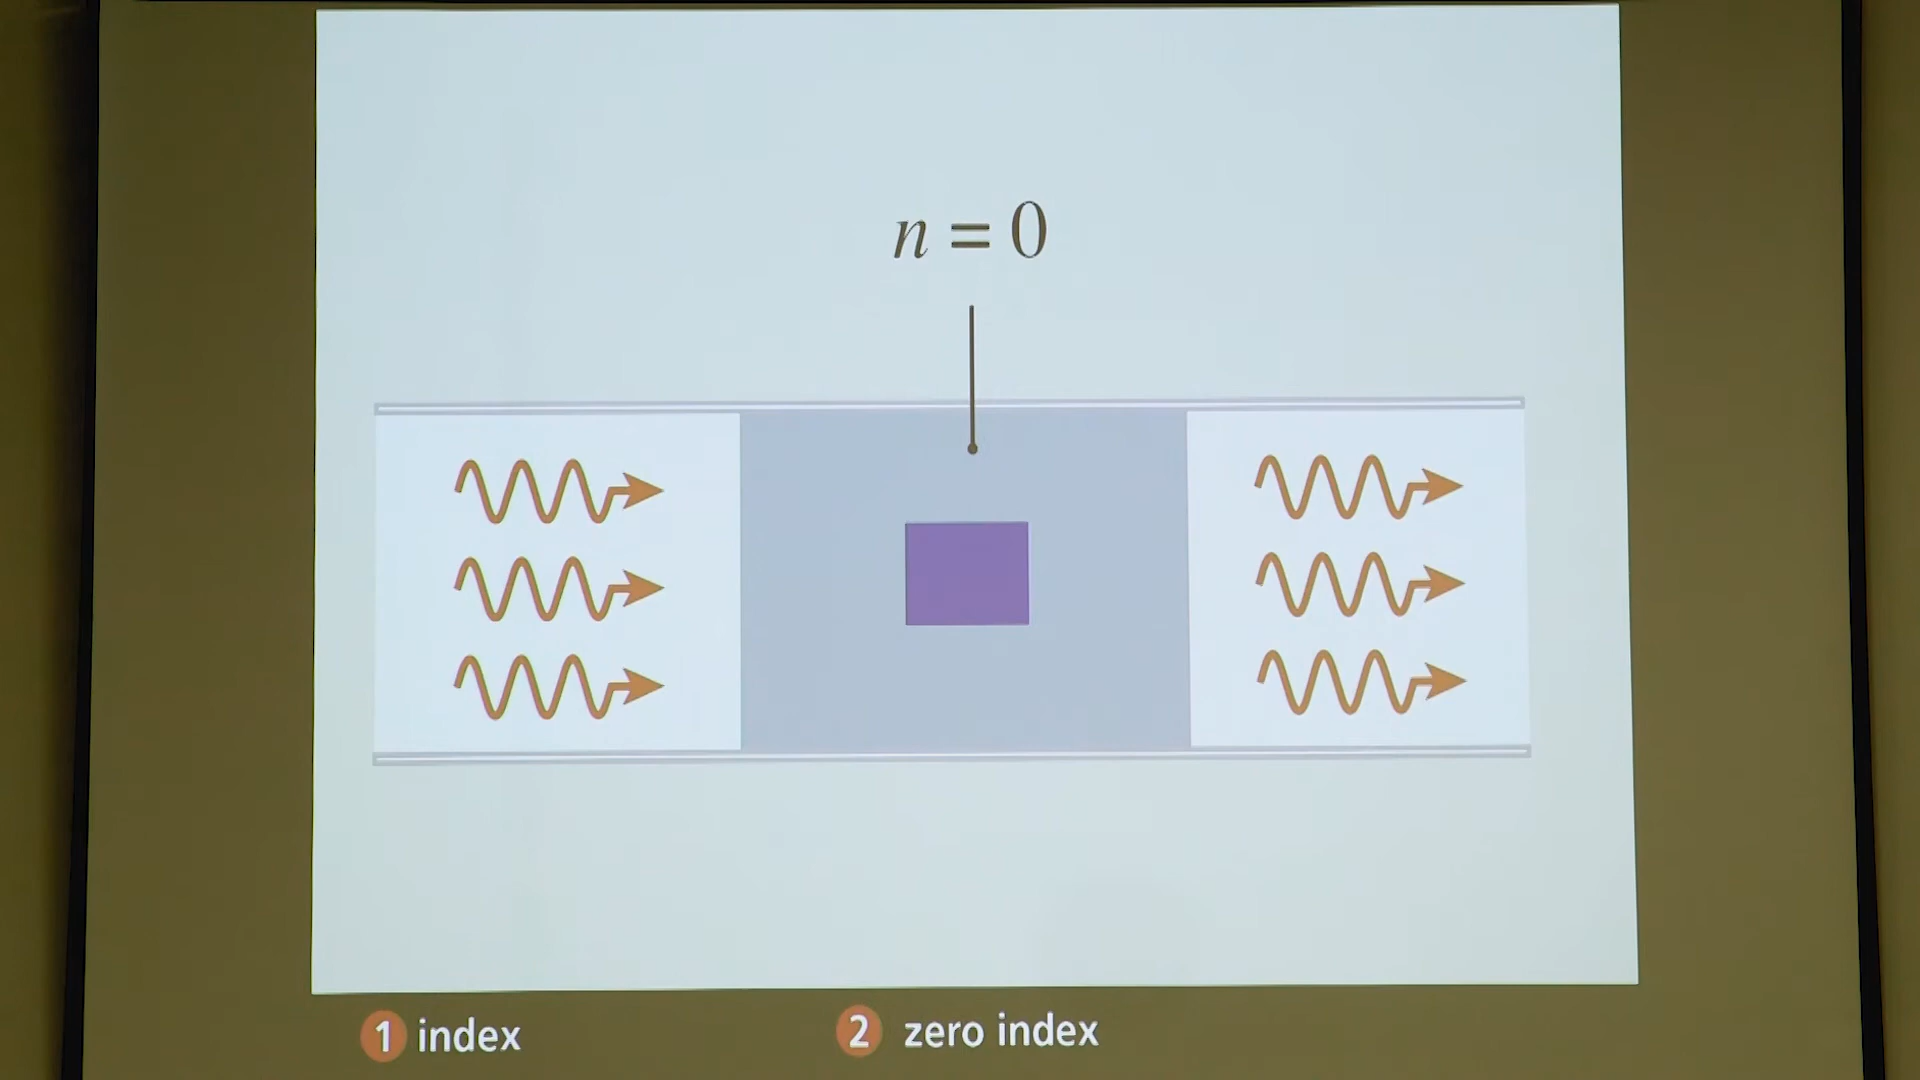 n = 0
1 index
2 zero index